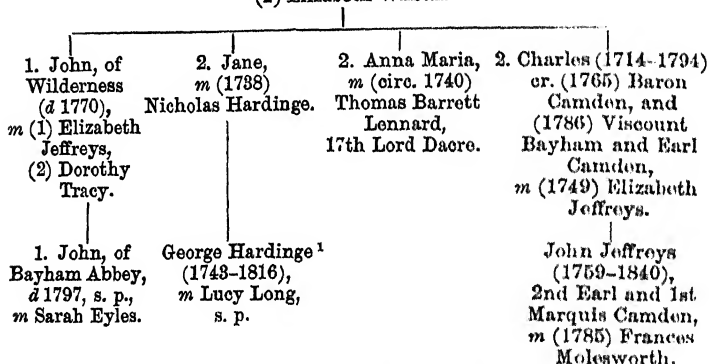 1. John, of
Wilderness
(d 1770),
m (1) Elizabeth
Jeffreys,
(2) Dorothy
Tracy.
2. Jane,
m (1738)
Nicholas Hardinge.
2. Anna Maria,
m (circ. 1740)
Thomas Barrett
Lennard,
17th Lord Dacre.
2. Charles (1714-1794)
cr. (1765) Baron
Camden, and
(1786) Viscount
Bayham and Earl
Camden,
m (1749) Elizabeth
Jeffreys.
1. John, of
Bayham Abbey,
d 1797, s. p.,
m Sarah Eyles.
George Hardinge 1
(1743-1816),
m Lucy Long,
s. p.
John Jeffreys
(1759-1840),
2nd Earl and 1st
Marquis Camden,
m (1785) Frances
Molesworth.